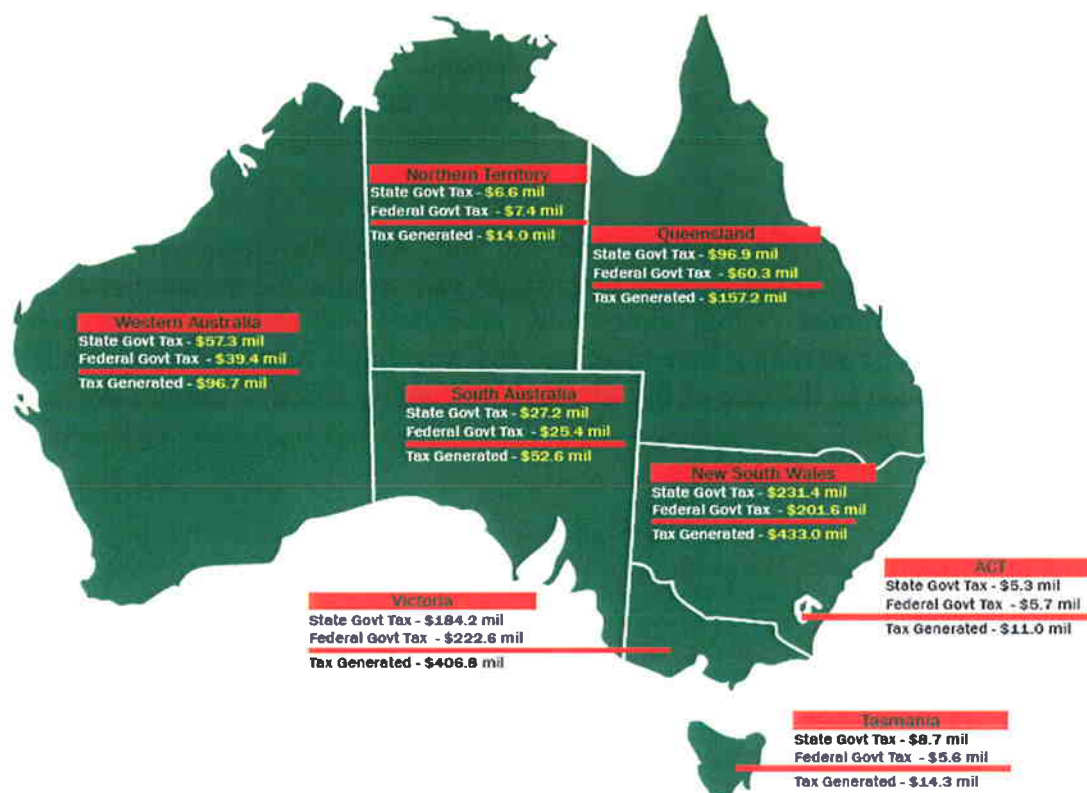 Northern Territory
State Govt Tax - $6.6 mil
Federal Govt Tax - $7.4 mil
Tax Generated - $14.0 mil
Queensland
State Govt Tax - $96.9 mil
Federal Govt Tax - $60.3 mil
Tax Generated - $157.2 mil
Western Australia
State Govt Tax - $57.3 mil
Federal Govt Tax - $39.4 mil
Tax Generated - $96.7 mil
South Australia
State Govt Tax - $27.2 mil
Federal Govt Tax - $25.4 mil
Tax Generated - $52.6 mil
New South Wales
State Govt Tax - $231.4 mil
Federal Govt Tax - $201.6 mil
Tax Generated - $433.0 mil
ACT
State Govt Tax - $5.3 mil
Federal Govt Tax - $5.7 mil
Tax Generated - $11.0 mil
Victoria
State Govt Tax - $184.2 mil
Federal Govt Tax - $222.6 mil
Tax Generated - $406.8 mil
Tasmania
State Govt Tax - $8.7 mil
Federal Govt Tax - $5.6 mil
Tax Generated - $14.3 mil